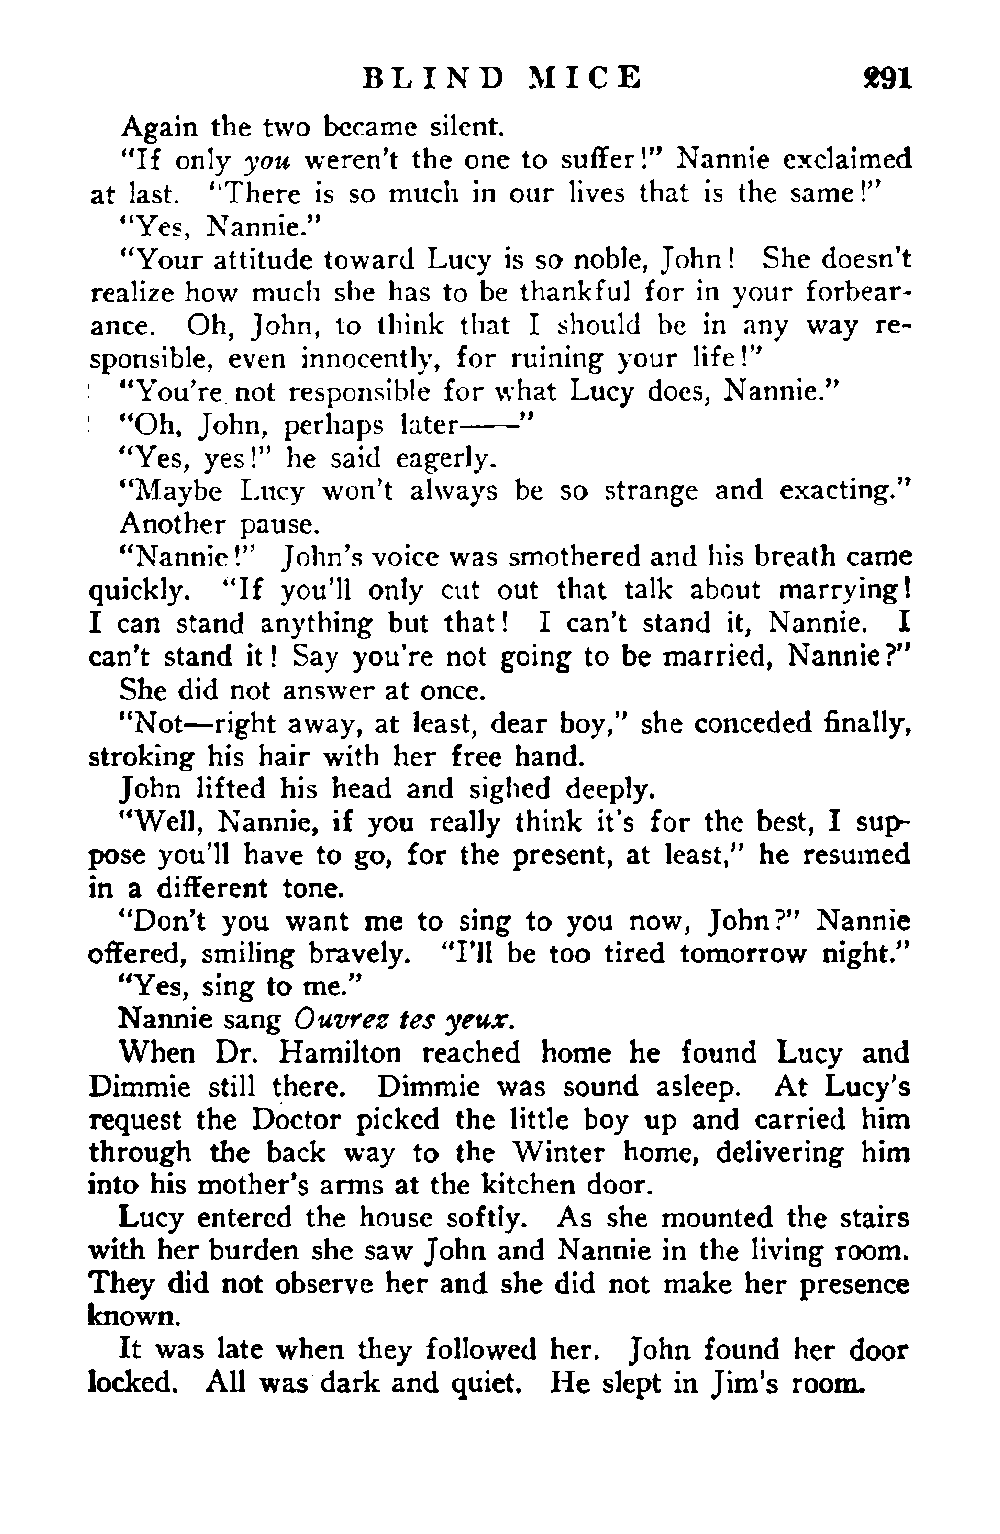 BLIND MICE 291
Again the two became silent.
"If only you weren't the one to suffer!" Nannie exclaimed
at last. "There is so much in our lives that is the same!"
"Yes, Nannie."
"Your attitude toward Lucy is so noble, John! She doesn't
realize how much she has to be thankful for in your forbear-
ance. Oh, John, to think that I should be in any way re-
sponsible, even innocently, for ruining your life!"
"You're not responsible for what Lucy does, Nannie."
"Oh, John, perhaps later——"
"Yes, yes!" he said eagerly.
"Maybe Lucy won't always be so strange and exacting."
Another pause.
"Nannie!" John's voice was smothered and his breath came
quickly. "If you'll only cut out that talk about marrying!
I can stand anything but that! I can't stand it, Nannie. I
can't stand it! Say you're not going to be married, Nannie?"
She did not answer at once.
"Not—right away, at least, dear boy," she conceded finally,
stroking his hair with her free hand.
John lifted his head and sighed deeply.
"Well, Nannie, if you really think it's for the best, I sup-
pose you'll have to go, for the present, at least," he resumed
in a different tone.
"Don't you want me to sing to you now, John?" Nannie
offered, smiling bravely. "I'll be too tired tomorrow night."
"Yes, sing to me."
Nannie sang Ouvrez tes yeux.
When Dr. Hamilton reached home he found Lucy and
Dimmie still there. Dimmie was sound asleep. At Lucy's
request the Doctor picked the little boy up and carried him
through the back way to the Winter home, delivering him
into his mother's arms at the kitchen door.
Lucy entered the house softly. As she mounted the stairs
with her burden she saw John and Nannie in the living room.
They did not observe her and she did not make her presence
known.
It was late when they followed her. John found her door
locked. All was dark and quiet. He slept in Jim's room.